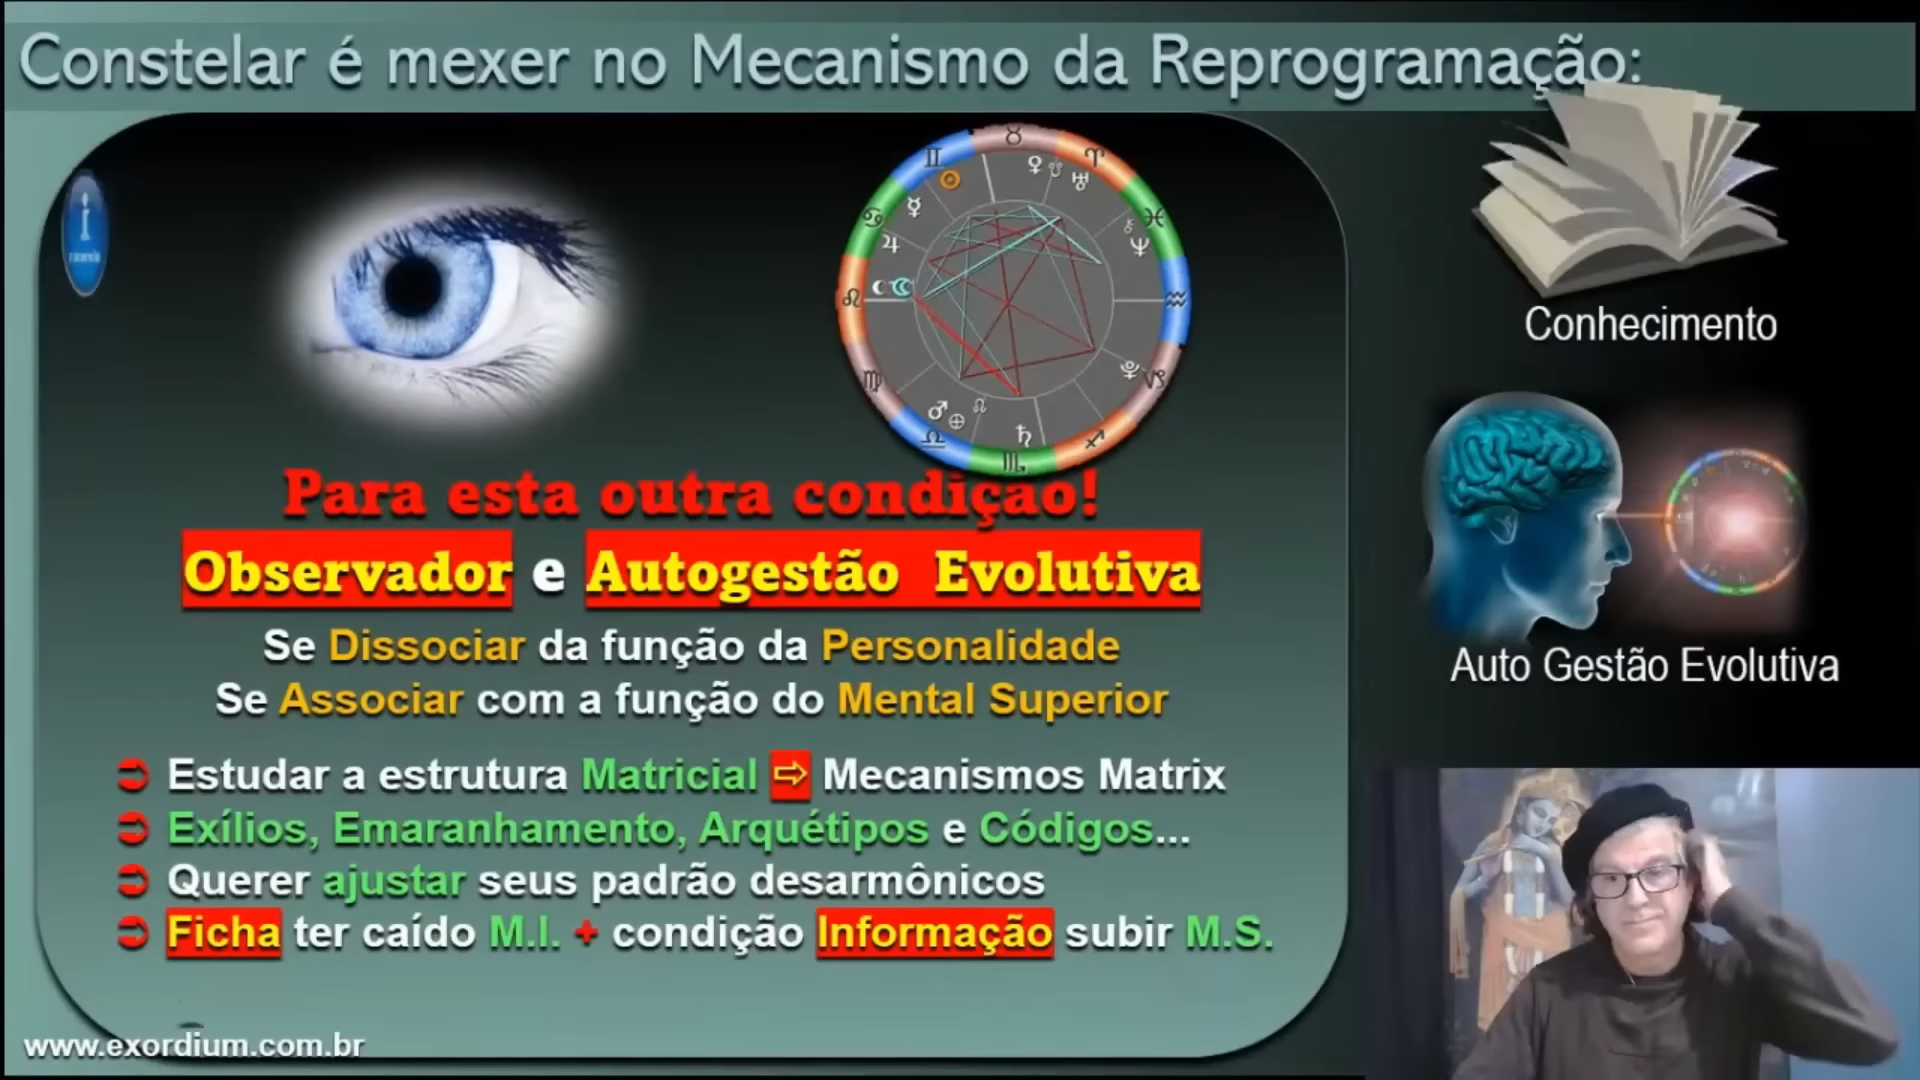 Constelar é mexer no Mecanismo da Reprogramação:
Conhecimento
Para esta outra condição!
Observador e Autogestão Evolutiva
Se Dissociar da função da Personalidade
Se Associar com a função do Mental Superior
Auto Gestão Evolutiva
➲ Estudar a estrutura Matricial ⇨ Mecanismos Matrix
➲ Exílios, Emaranhamento, Arquétipos e Códigos...
➲ Querer ajustar seus padrão desarmônicos
➲ Ficha ter caído M.I. + condição Informação subir M.S.
www.exordium.com.br